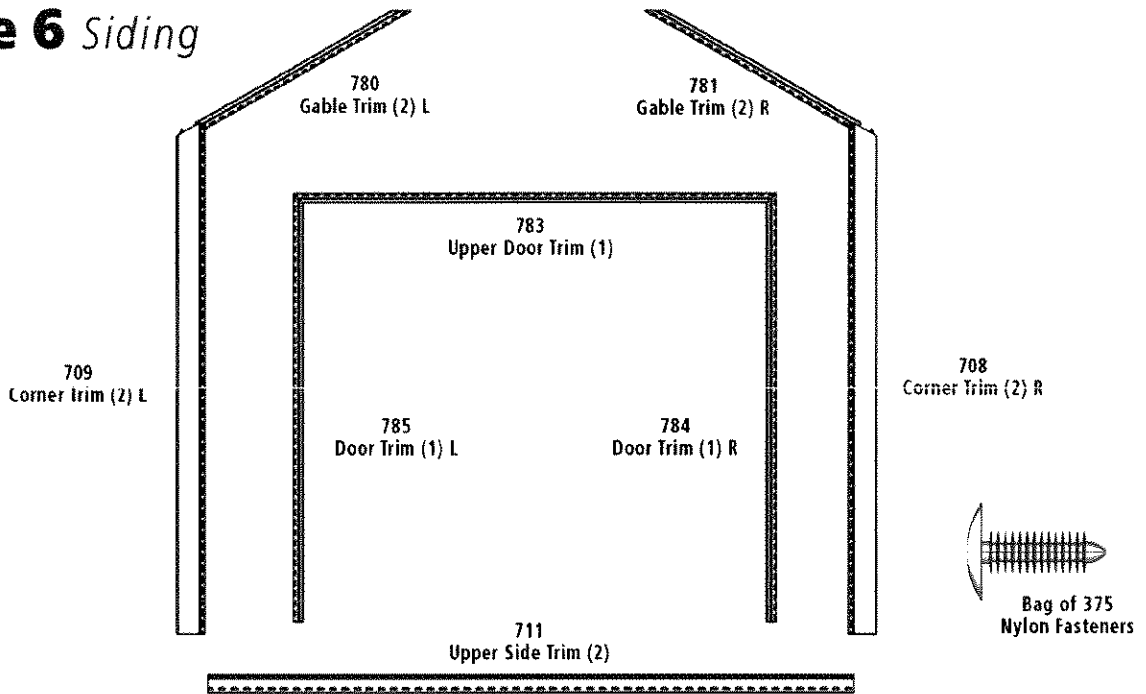 e 6 Siding
780
Gable Trim (2) L
781
Gable Trim (2) R
783
Upper Door Trim (1)
709
Corner Trim (2) L
708
Corner Trim (2) R
785
Door Trim (1) L
784
Door Trim (1) R
Bag of 375
Nylon Fasteners
711
Upper Side Trim (2)